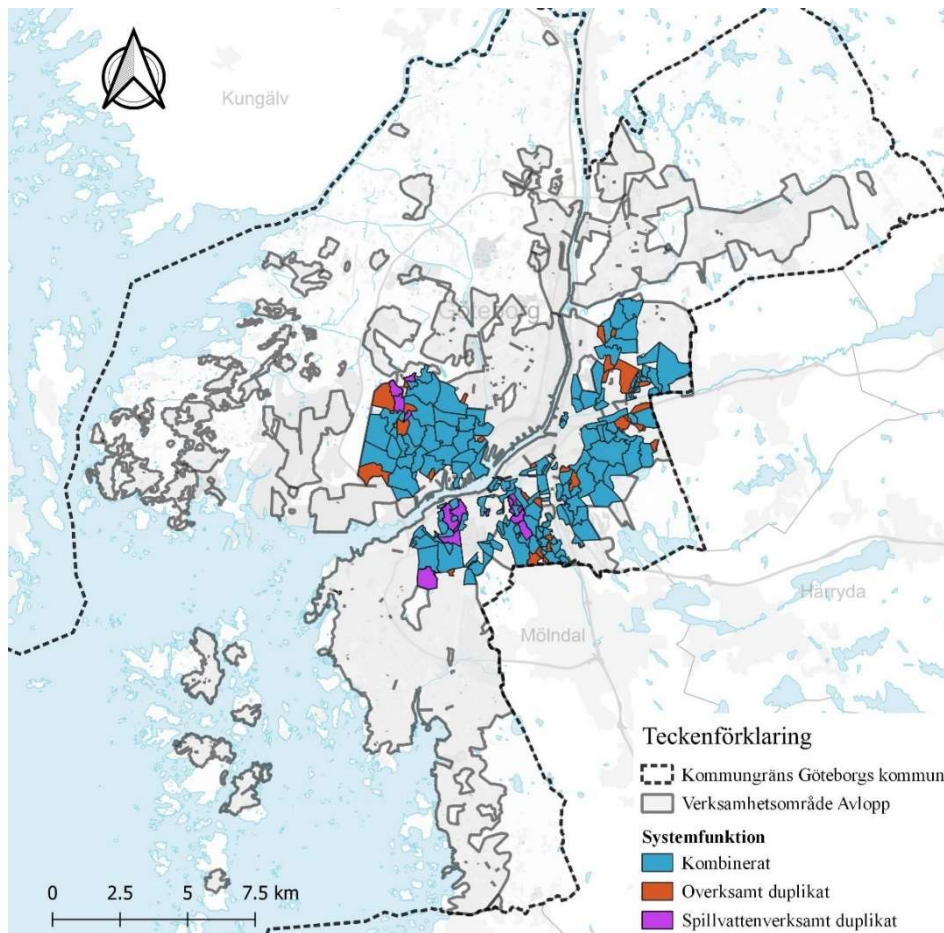 Kungälv
Göteborg
Härryda
Mölndal
Teckenförklaring
Kommungräns Göteborgs kommun
Verksamhetsområde Avlopp
Systemfunktion
Kombinerat
Overksamt duplikat
Spillvattenverksamt duplikat
0 2.5 5 7.5 km